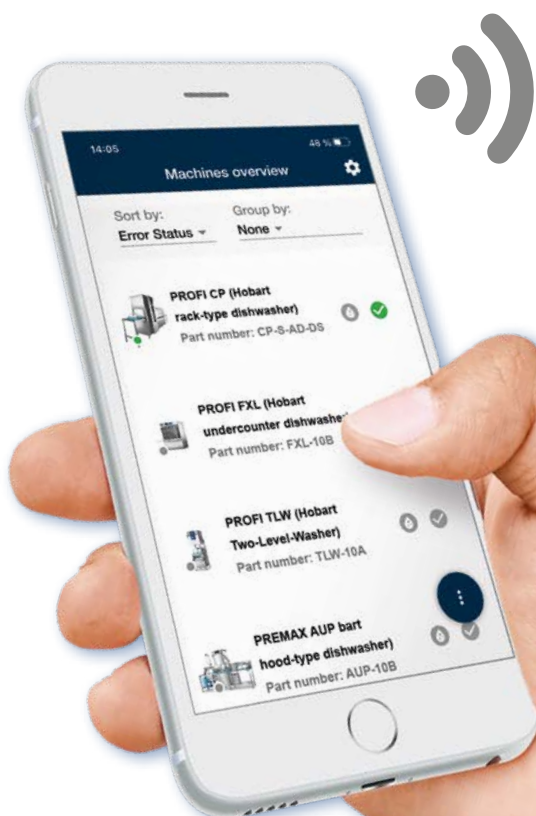 14:05
48 %
Machines overview
Sort by:
Group by:
Error Status
None
PROFI CP (Hobart
rack-type dishwasher)
Part number: CP-S-AD-DS
PROFI FXL (Hobart
undercounter dishwasher
Part number: FXL-10B
PROFI TLW (Hobart
Two-Level-Washer)
Part number: TLW-10A
PREMAX AUP bart
hood-type dishwasher)
Part number: AUP-10B